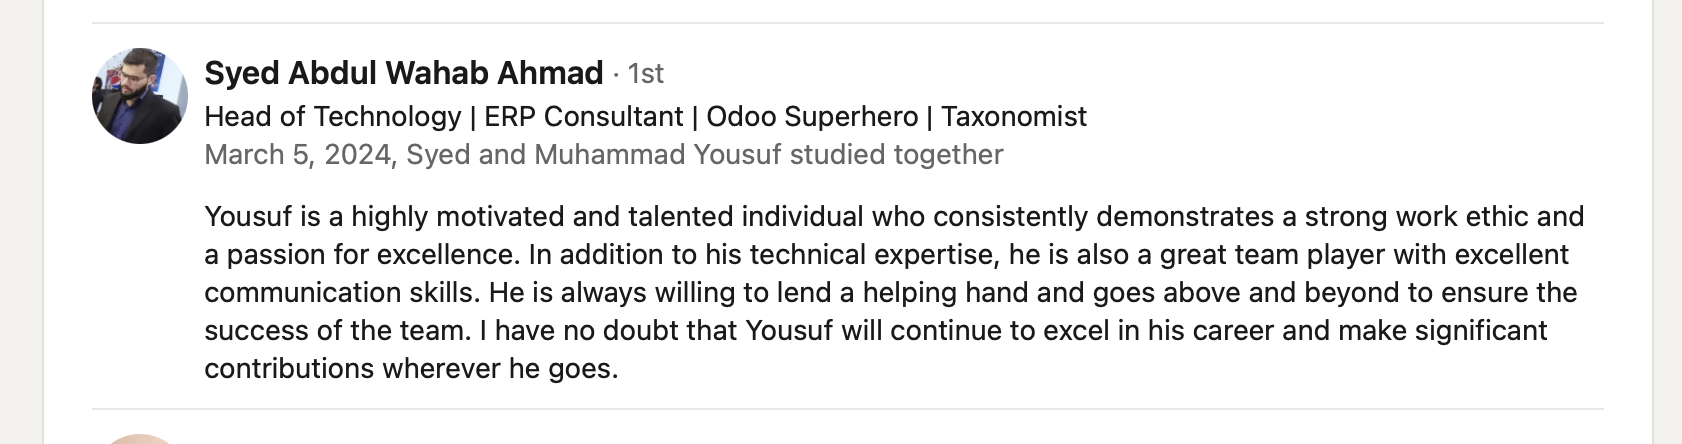 Syed Abdul Wahab Ahmad · 1st
Head of Technology | ERP Consultant | Odoo Superhero | Taxonomist
March 5, 2024, Syed and Muhammad Yousuf studied together
Yousuf is a highly motivated and talented individual who consistently demonstrates a strong work ethic and
a passion for excellence. In addition to his technical expertise, he is also a great team player with excellent
communication skills. He is always willing to lend a helping hand and goes above and beyond to ensure the
success of the team. I have no doubt that Yousuf will continue to excel in his career and make significant
contributions wherever he goes.